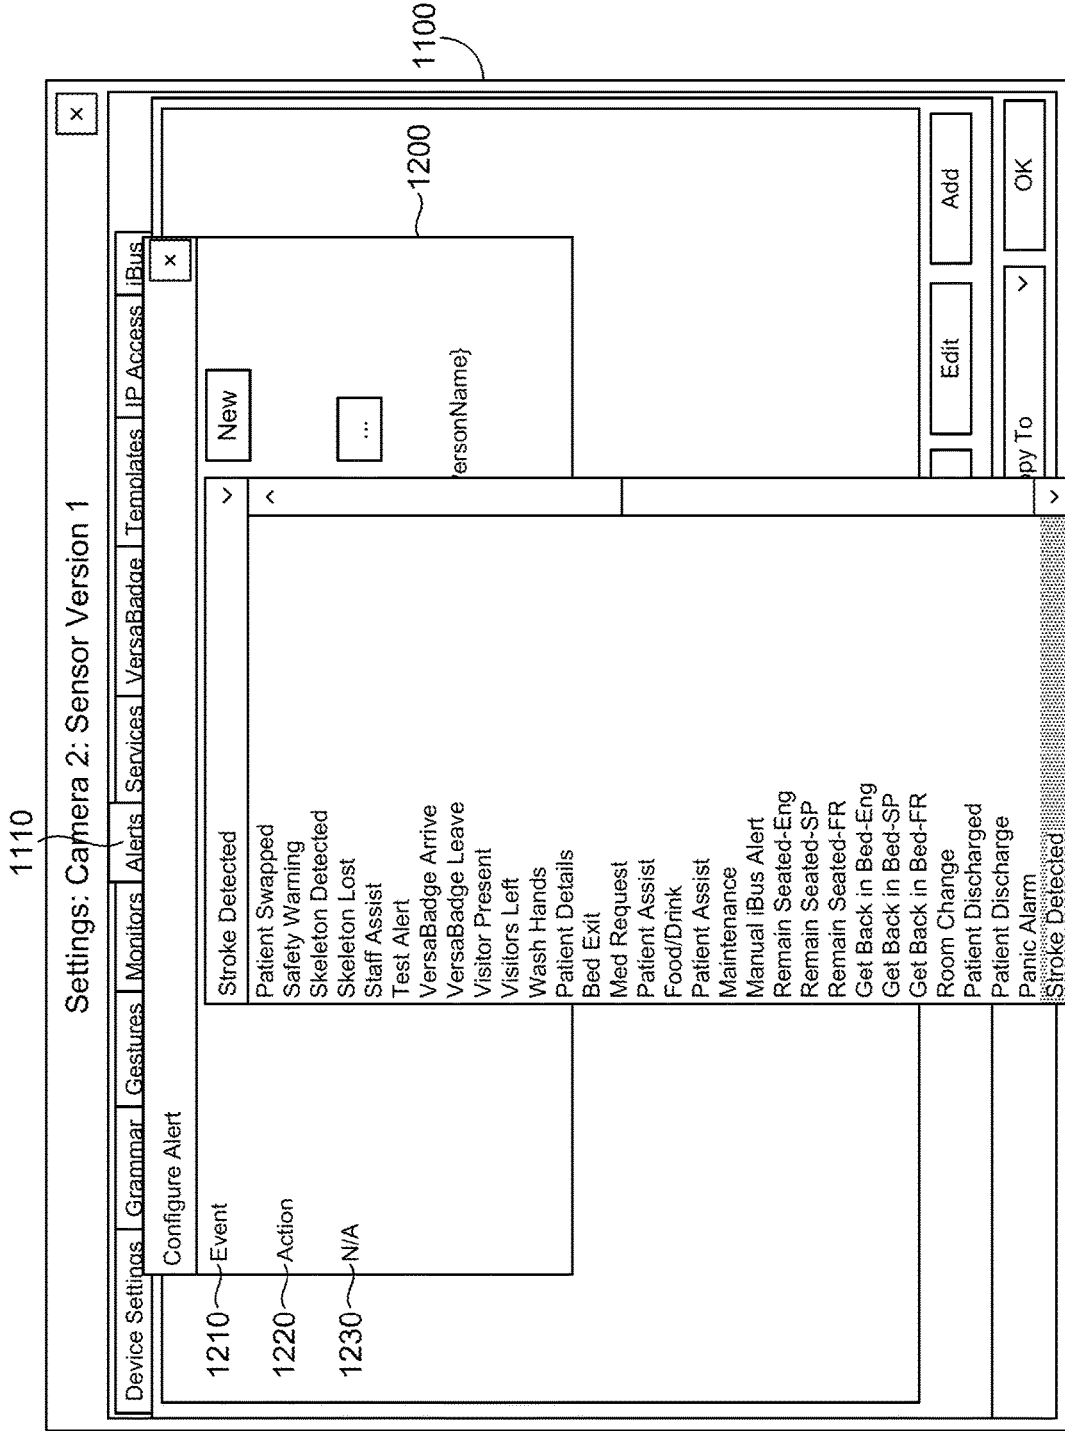 1110
Settings: Camera 2: Sensor Version 1
x
1100
Device Settings Grammar Gestures Monitors Alerts Services VersaBadge Templates IP Access iBus
Configure Alert
x
1210 Event
Stroke Detected
New
1220 Action
1230 N/A
...
1200
Patient Swapped
Safety Warning
Skeleton Detected
Skeleton Lost
Staff Assist
Test Alert
VersaBadge Arrive
VersaBadge Leave
Visitor Present
Visitors Left
Wash Hands
Patient Details
Bed Exit
Med Request
Patient Assist
Food/Drink
Patient Assist
Maintenance
Manual iBus Alert
Remain Seated-Eng
Remain Seated-SP
Remain Seated-FR
Get Back in Bed-Eng
Get Back in Bed-SP
Get Back in Bed-FR
Room Change
Patient Discharged
Patient Discharge
Panic Alarm
Stroke Detected
PersonName}
Edit
Add
opy To
OK